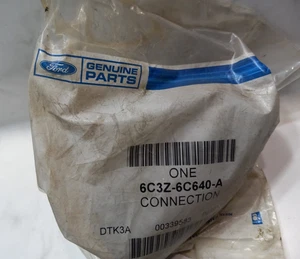 Ford
GENUINE
PARTS
ONE
6C3Z-6C640-A
CONNECTION
DTK3A